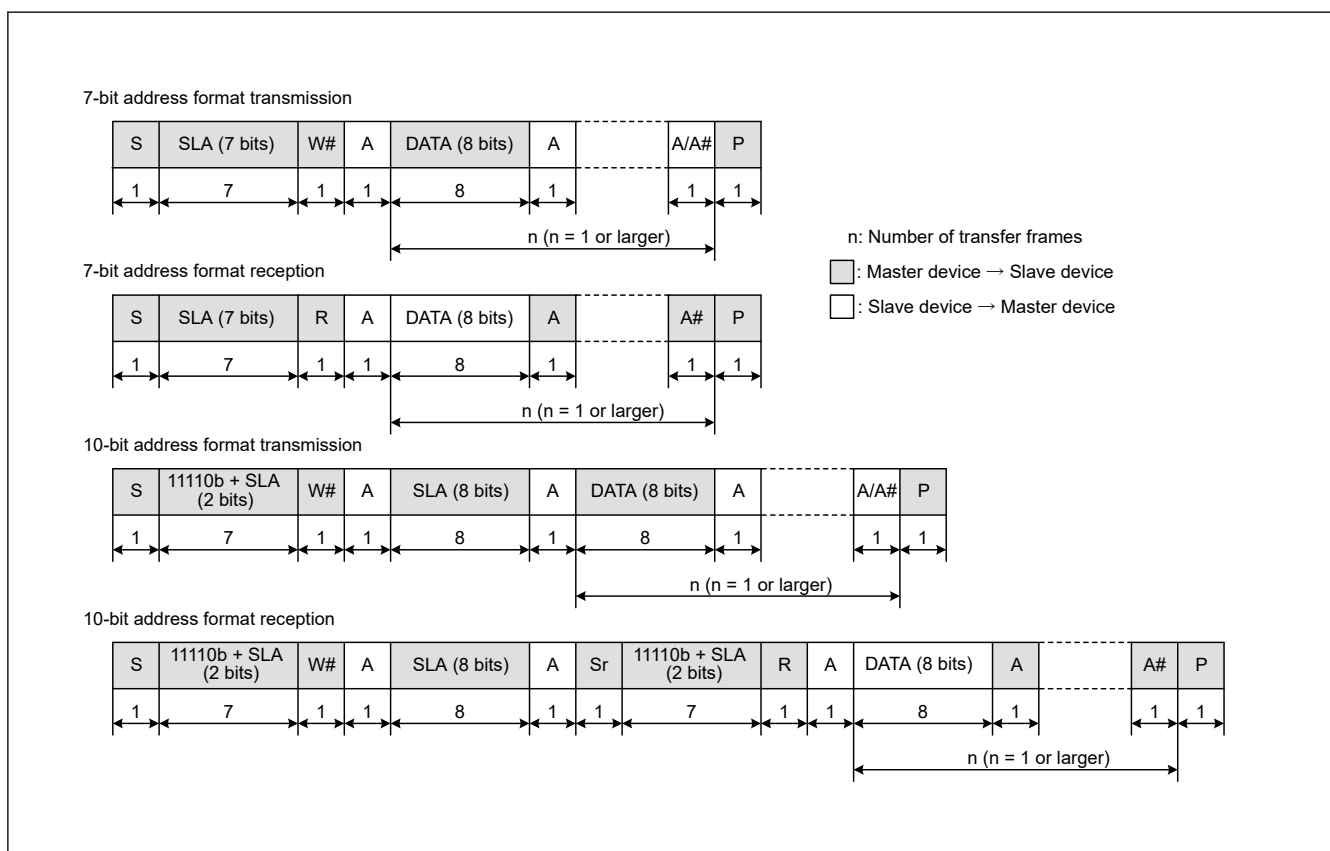 7-bit address format transmission
S SLA (7 bits) W# A DATA (8 bits) A A/A# P
1 7 1 1 8 1 1 1
n (n = 1 or larger)
n: Number of transfer frames
: Master device → Slave device
: Slave device → Master device
7-bit address format reception
S SLA (7 bits) R A DATA (8 bits) A A# P
1 7 1 1 8 1 1 1
n (n = 1 or larger)
10-bit address format transmission
S 11110b + SLA (2 bits) W# A SLA (8 bits) A DATA (8 bits) A A/A# P
1 7 1 1 8 1 8 1 1 1
n (n = 1 or larger)
10-bit address format reception
S 11110b + SLA (2 bits) W# A SLA (8 bits) A Sr 11110b + SLA (2 bits) R A DATA (8 bits) A A# P
1 7 1 1 8 1 1 7 1 1 8 1 1 1
n (n = 1 or larger)